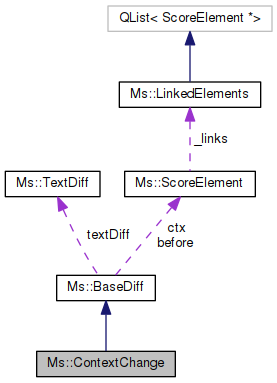 QList< ScoreElement *>
Ms::LinkedElements
_links
Ms::TextDiff
Ms::ScoreElement
textDiff
ctx
before
Ms::BaseDiff
Ms::ContextChange